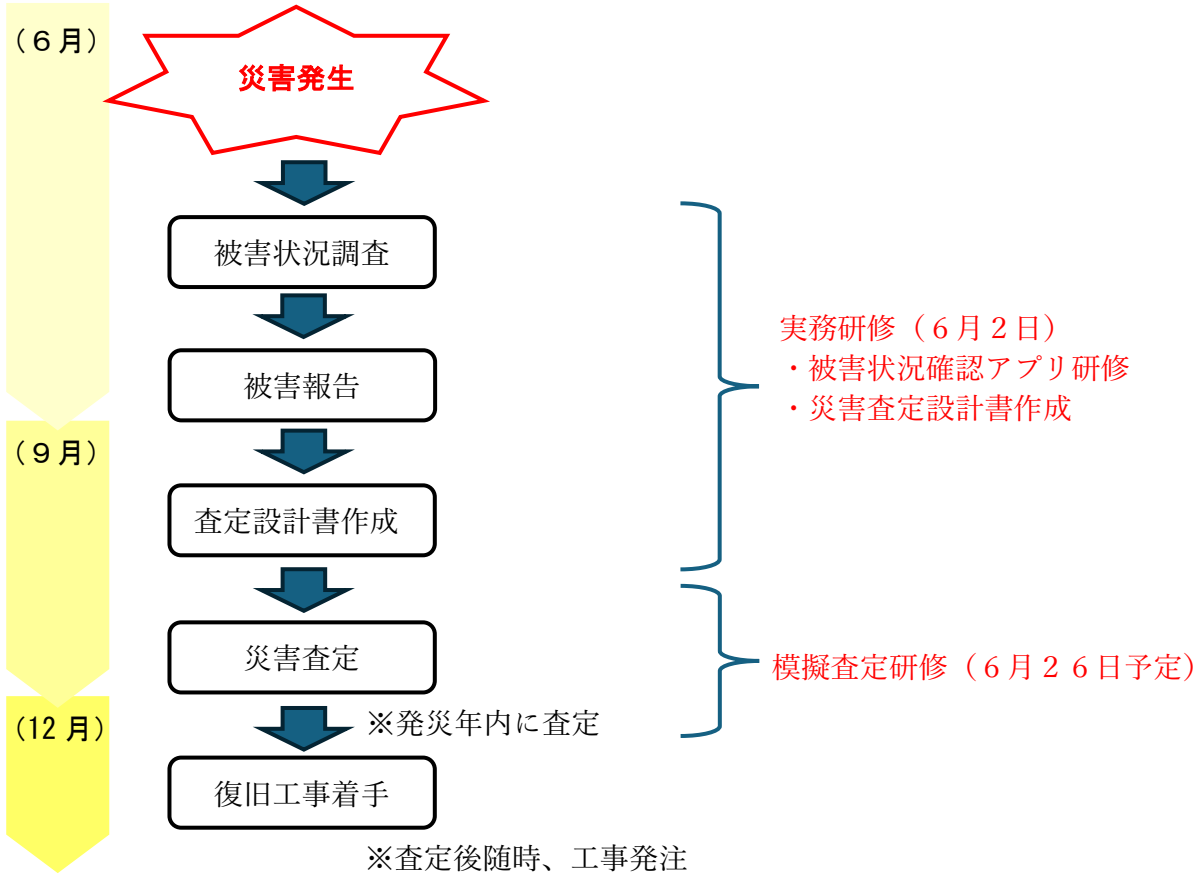 (６月)
災害発生
被害状況調査
被害報告
実務研修（６月２日）
・被害状況確認アプリ研修
・災害査定設計書作成
(９月)
査定設計書作成
災害査定
模擬査定研修（６月２６日予定）
※発災年内に査定
(12 月)
復旧工事着手
※査定後随時、工事発注